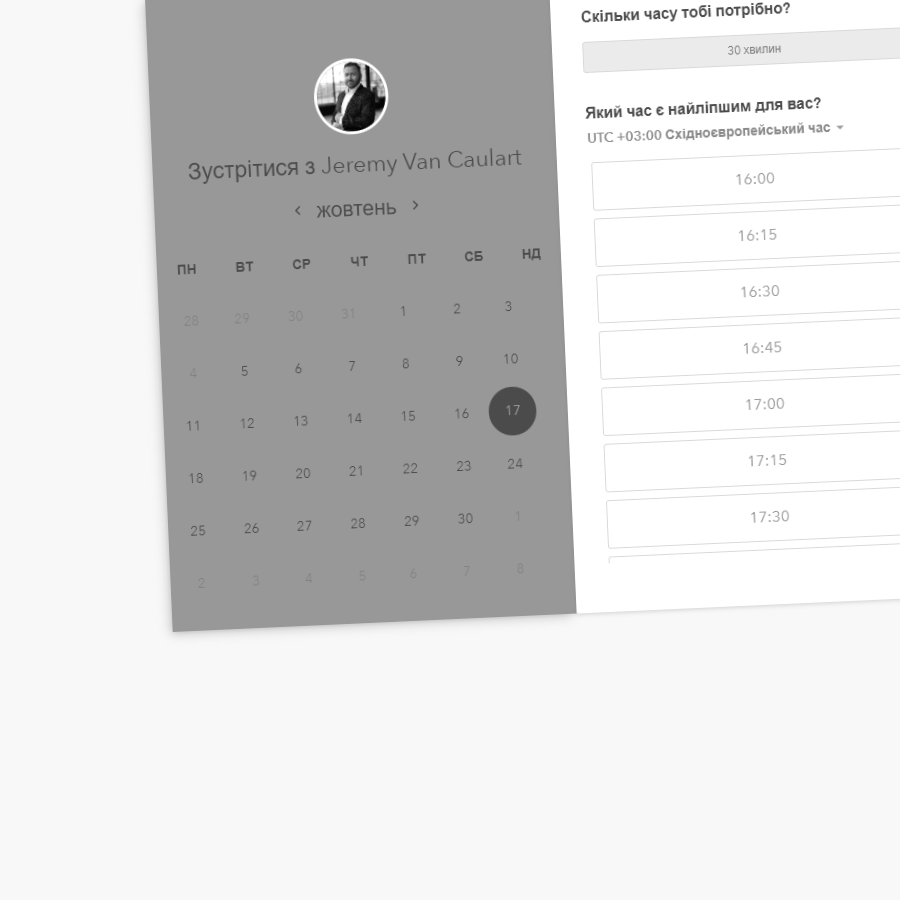 Зустрітися з Jeremy Van Caulart
‹ жовтень ›
ПН ВТ СР ЧТ ПТ СБ НД
28 29 30 31 1 2 3
4 5 6 7 8 9 10
11 12 13 14 15 16 17
18 19 20 21 22 23 24
25 26 27 28 29 30 1
2 3 4 5 6 7 8
Скільки часу тобі потрібно?
30 хвилин
Який час є найліпшим для вас?
UTC +03:00 Східноєвропейський час
16:00
16:15
16:30
16:45
17:00
17:15
17:30